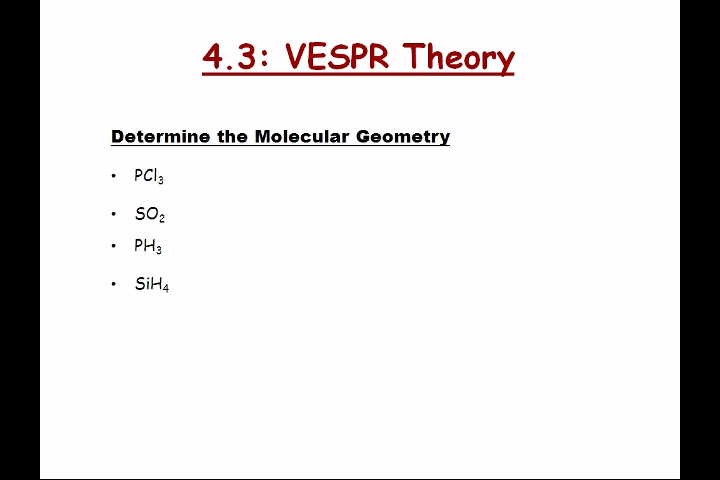 4.3: VESPR Theory
Determine the Molecular Geometry
• PCl₃
• SO₂
• PH₃
• SiH₄